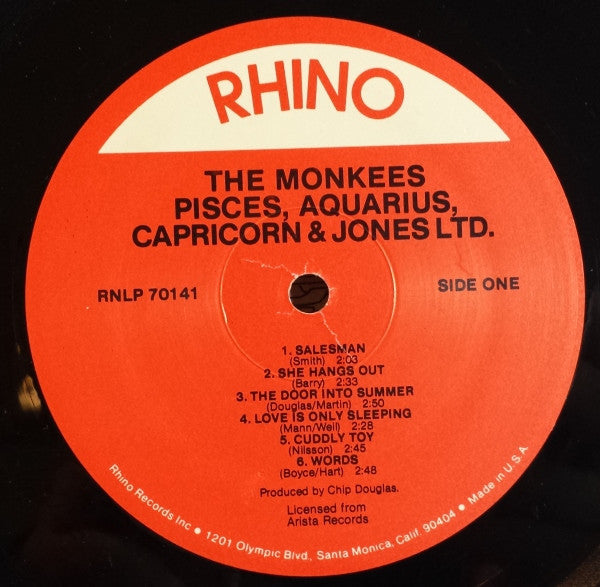 RHINO
THE MONKEES
PISCES, AQUARIUS,
CAPRICORN & JONES LTD.
RNLP 70141
SIDE ONE
1. SALESMAN
(Smith) 2:03
2. SHE HANGS OUT
(Barry) 2:33
3. THE DOOR INTO SUMMER
(Douglas/Martin) 2:50
4. LOVE IS ONLY SLEEPING
(Mann/Weil) 2:28
5. CUDDLY TOY
(Nilsson) 2:45
6. WORDS
(Boyce/Hart) 2:48
Produced by Chip Douglas.
Licensed from
Arista Records
Rhino Records Inc • 1201 Olympic Blvd., Santa Monica, Calif. 90404 • Made in U.S.A.